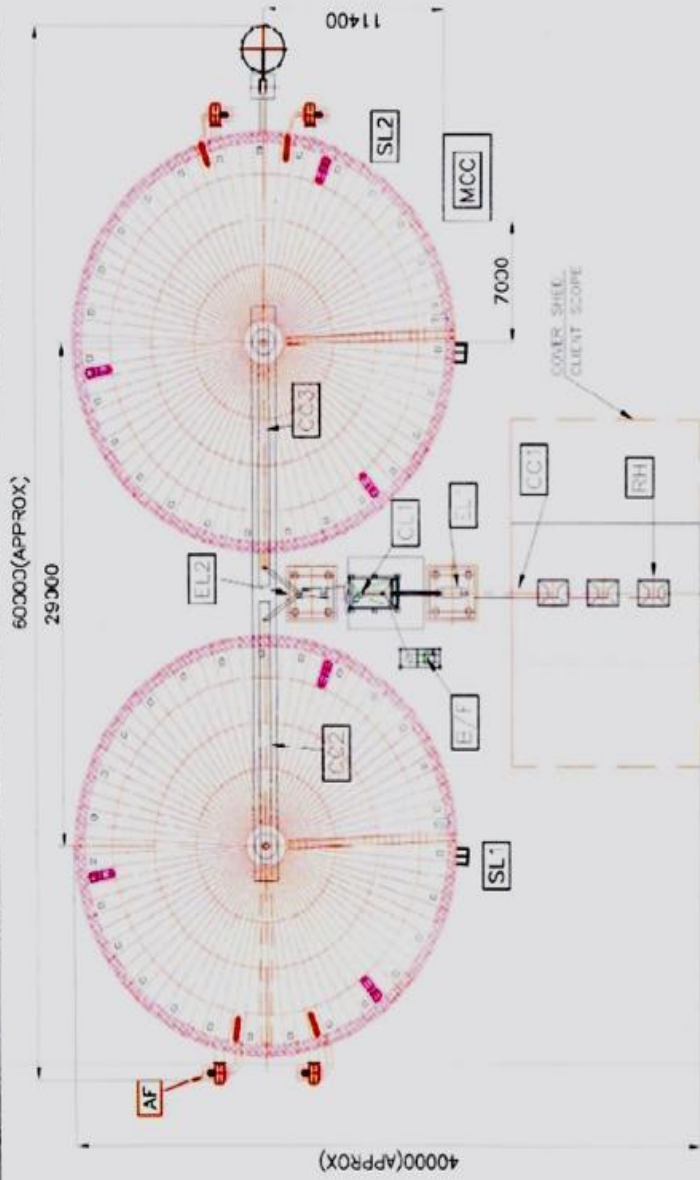 60000(APPROX)
29000
11400
40000(APPROX)
7000
AF
SL1
SL2
MCC
CC2
CC3
EL2
CL1
EL
B/F
CC1
RH
COVER SHED
CLIENT SCOPE